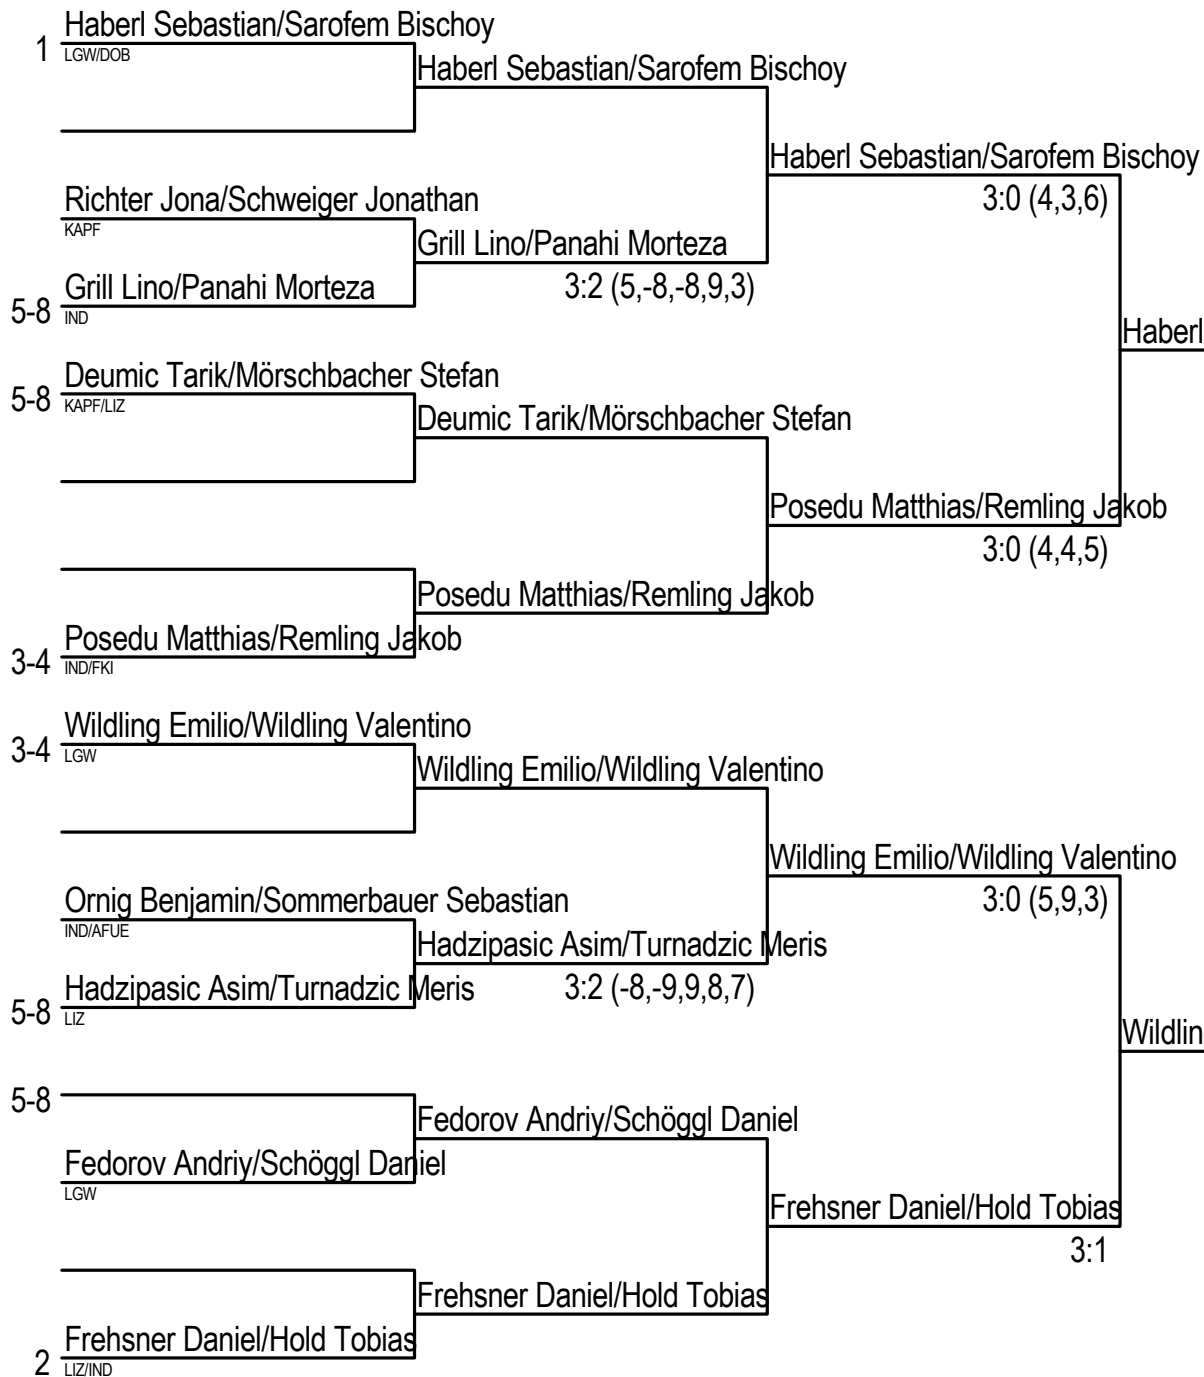 Haberl Sebastian/Sarofem Bischoy
1
LGW/DOB
Haberl Sebastian/Sarofem Bischoy
Haberl Sebastian/Sarofem Bischoy
3:0 (4,3,6)
Richter Jona/Schweiger Jonathan
KAPF
Grill Lino/Panahi Morteza
3:2 (5,-8,-8,9,3)
Grill Lino/Panahi Morteza
5-8
IND
Haberl
Deumic Tarik/Mörschbacher Stefan
5-8
KAPF/LIZ
Deumic Tarik/Mörschbacher Stefan
Posedu Matthias/Remling Jakob
3:0 (4,4,5)
Posedu Matthias/Remling Jakob
Posedu Matthias/Remling Jakob
3-4
IND/FKI
Wildling Emilio/Wildling Valentino
3-4
LGW
Wildling Emilio/Wildling Valentino
Wildling Emilio/Wildling Valentino
3:0 (5,9,3)
Ornig Benjamin/Sommerbauer Sebastian
IND/AFUE
Hadzipasic Asim/Turnadzic Meris
3:2 (-8,-9,9,8,7)
Hadzipasic Asim/Turnadzic Meris
5-8
LIZ
Wildlin
5-8
Fedorov Andriy/Schöggl Daniel
Fedorov Andriy/Schöggl Daniel
LGW
Frehsner Daniel/Hold Tobias
3:1
Frehsner Daniel/Hold Tobias
Frehsner Daniel/Hold Tobias
2
LIZ/IND